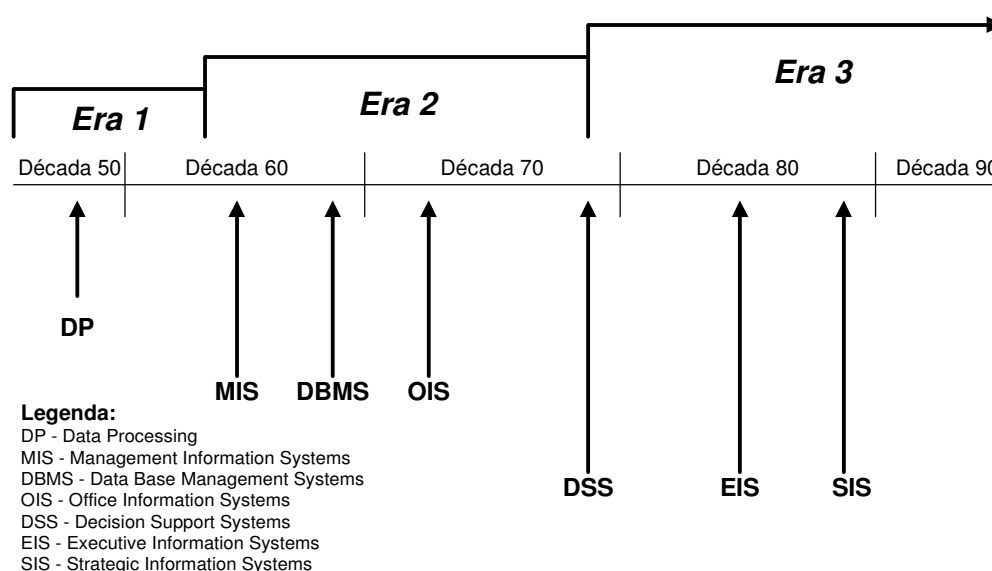 Era 1
Era 2
Era 3
Década 50
Década 60
Década 70
Década 80
Década 90
DP
MIS
DBMS
OIS
DSS
EIS
SIS
Legenda:
DP - Data Processing
MIS - Management Information Systems
DBMS - Data Base Management Systems
OIS - Office Information Systems
DSS - Decision Support Systems
EIS - Executive Information Systems
SIS - Strategic Information Systems